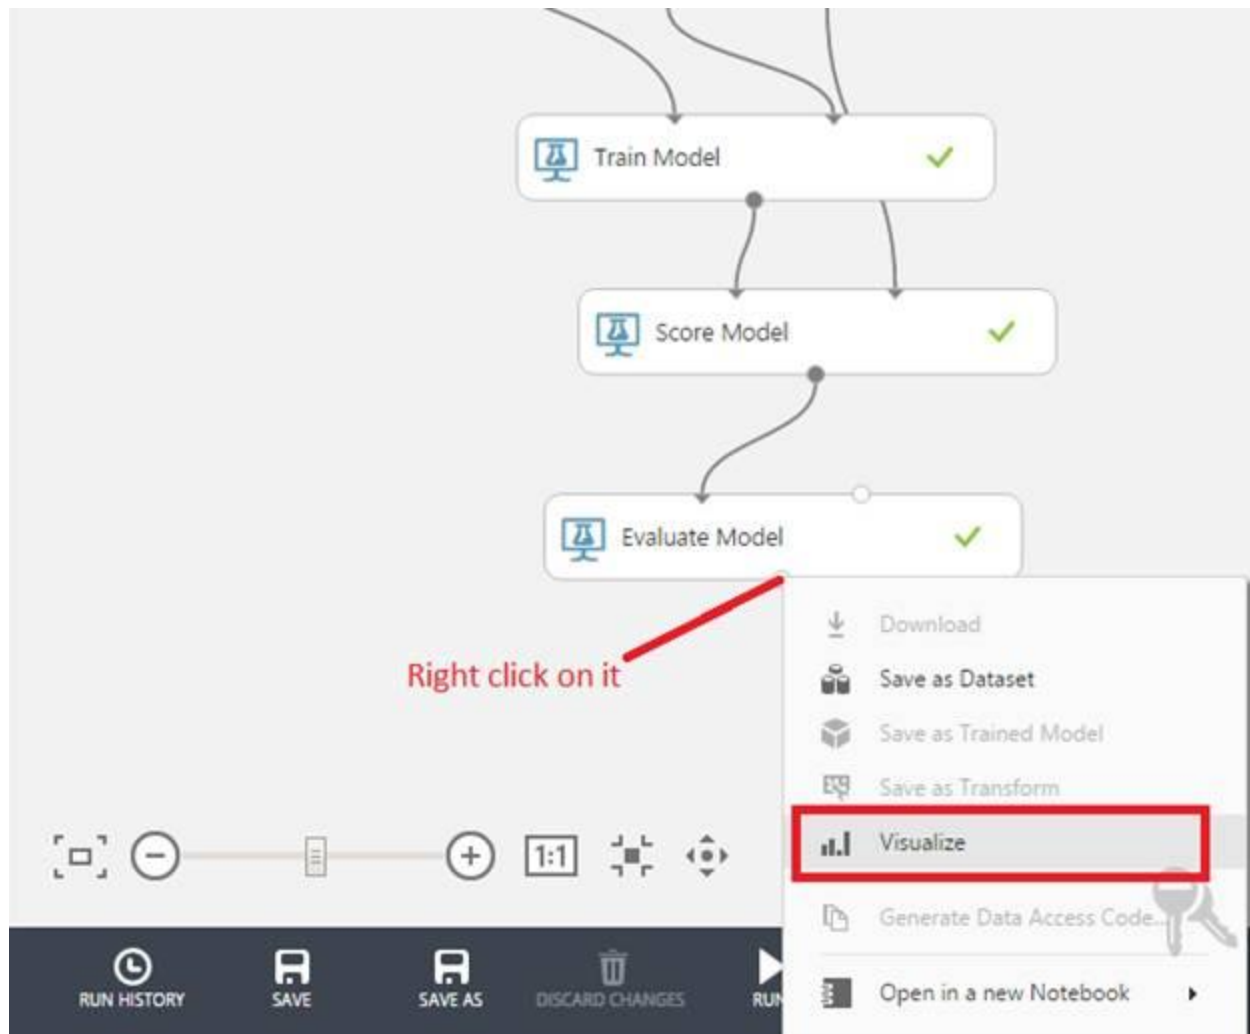 Train Model
Score Model
Evaluate Model
Right click on it
Download
Save as Dataset
Save as Trained Model
Save as Transform
Visualize
Generate Data Access Code...
Open in a new Notebook
1:1
RUN HISTORY
SAVE
SAVE AS
DISCARD CHANGES
RUN